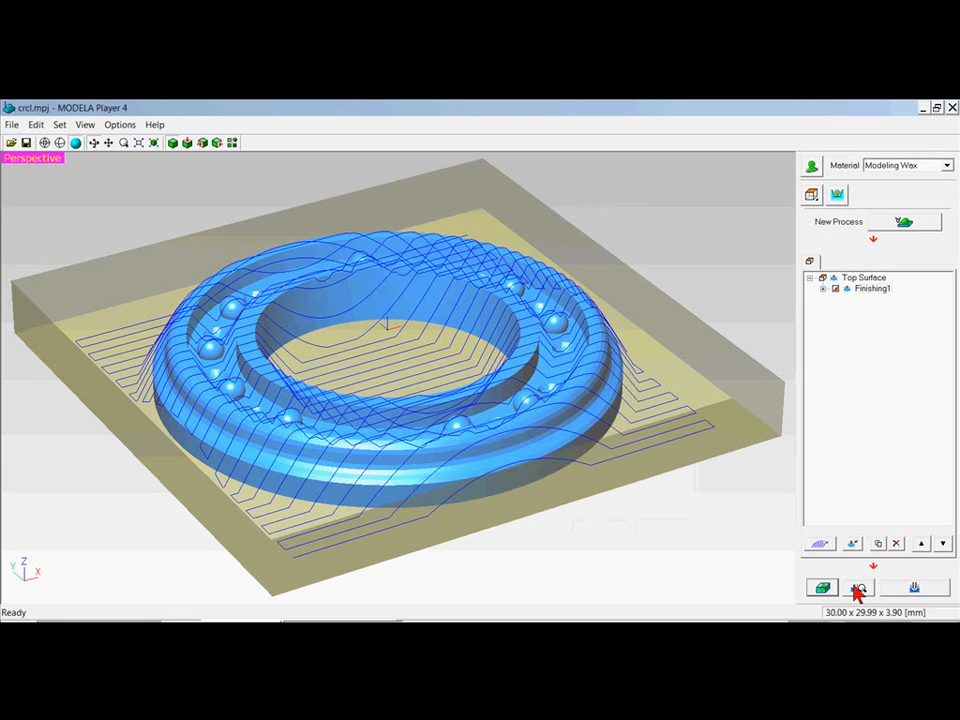 crcl.mpj - MODELA Player 4
File Edit Set View Options Help
Perspective
Material Modeling Wax
New Process
Top Surface
Finishing1
Z
Y
X
Ready
30.00 x 29.99 x 3.90 [mm]